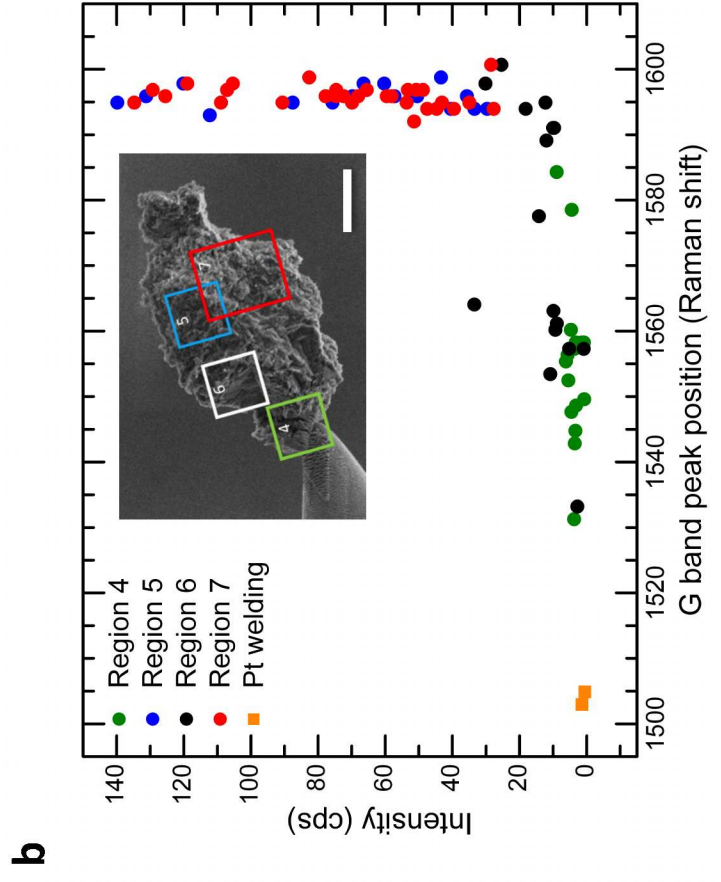 b
Region 4
Region 5
Region 6
Region 7
Pt welding
140
120
100
80
60
40
20
0
Intensity (cps)
1500
1520
1540
1560
1580
1600
G band peak position (Raman shift)
4
6
5
7